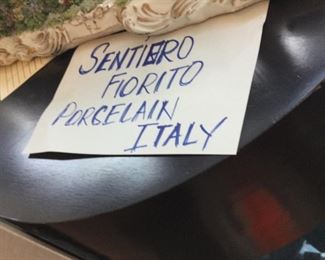 SENTIERO
FIORITO
PORCELAIN
ITALY